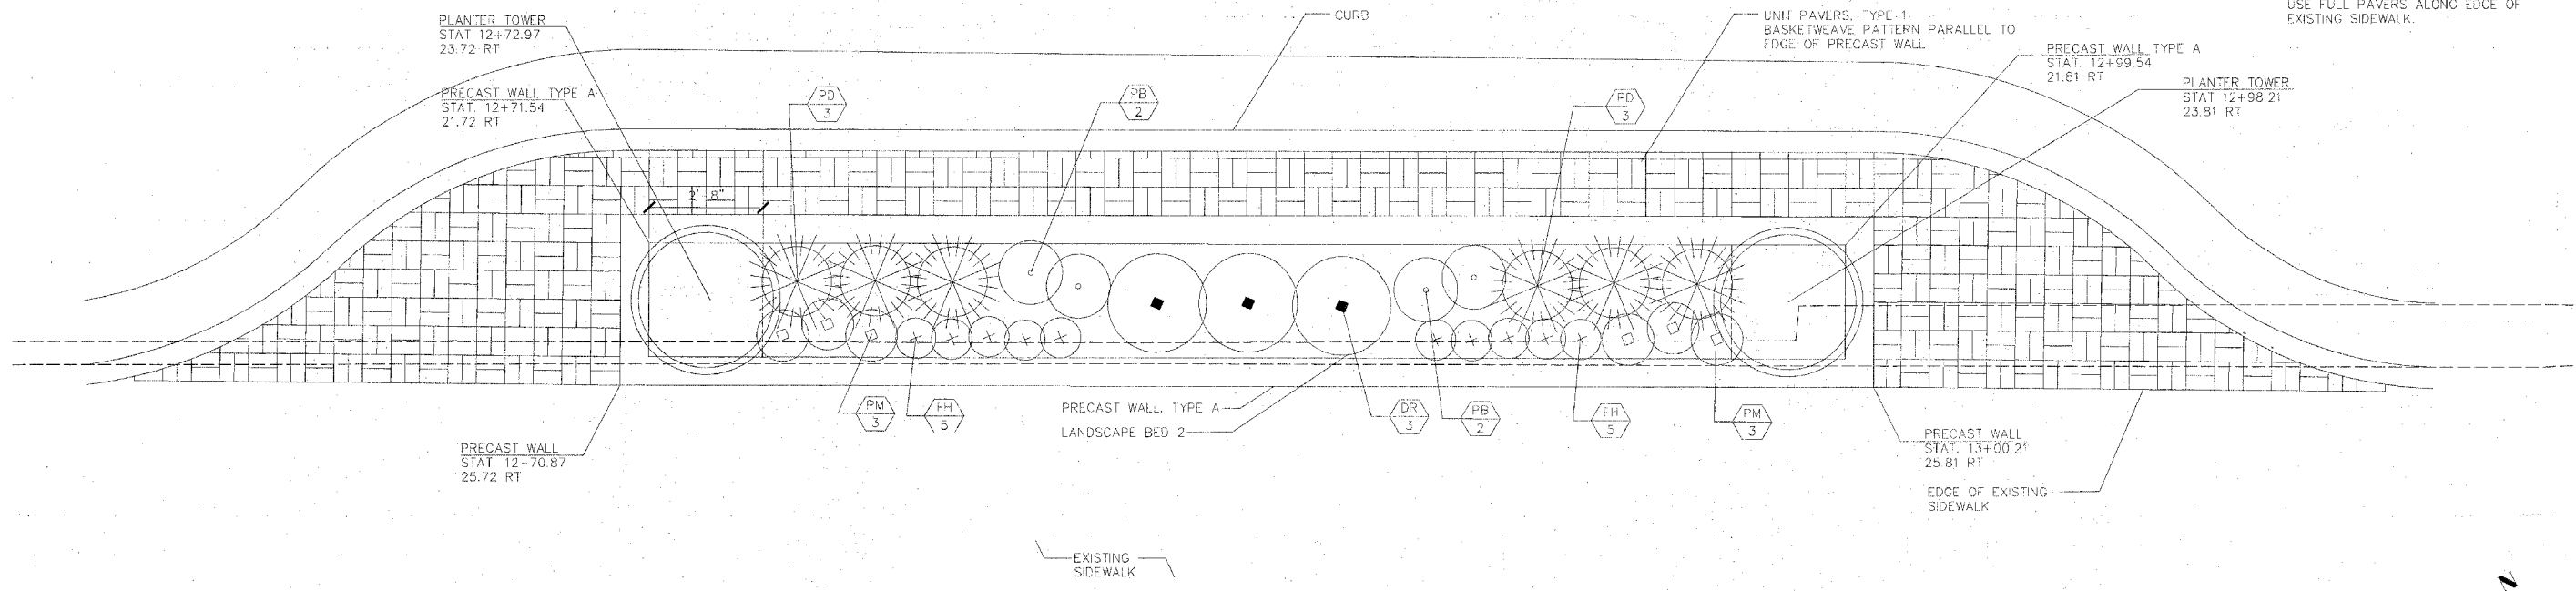 PLANTER TOWER
STAT 12+72.97
23.72 RT
PRECAST WALL TYPE A
STAT. 12+71.54
21.72 RT
PD
3
PB
2
CURB
PD
3
UNIT PAVERS, TYPE 1
BASKETWEAVE PATTERN PARALLEL TO
EDGE OF PRECAST WALL
USE FULL PAVERS ALONG EDGE OF
EXISTING SIDEWALK.
PRECAST WALL TYPE A
STAT. 12+99.54
21.81 RT
PLANTER TOWER
STAT 12+98.21
23.81 RT
2'-8"
PRECAST WALL
STAT. 12+70.87
25.72 RT
PM
3
FH
5
PRECAST WALL, TYPE A
LANDSCAPE BED 2
DR
3
PB
2
FH
5
PM
3
PRECAST WALL
STAT. 13+00.21
25.81 RT
EDGE OF EXISTING
SIDEWALK
EXISTING
SIDEWALK
N